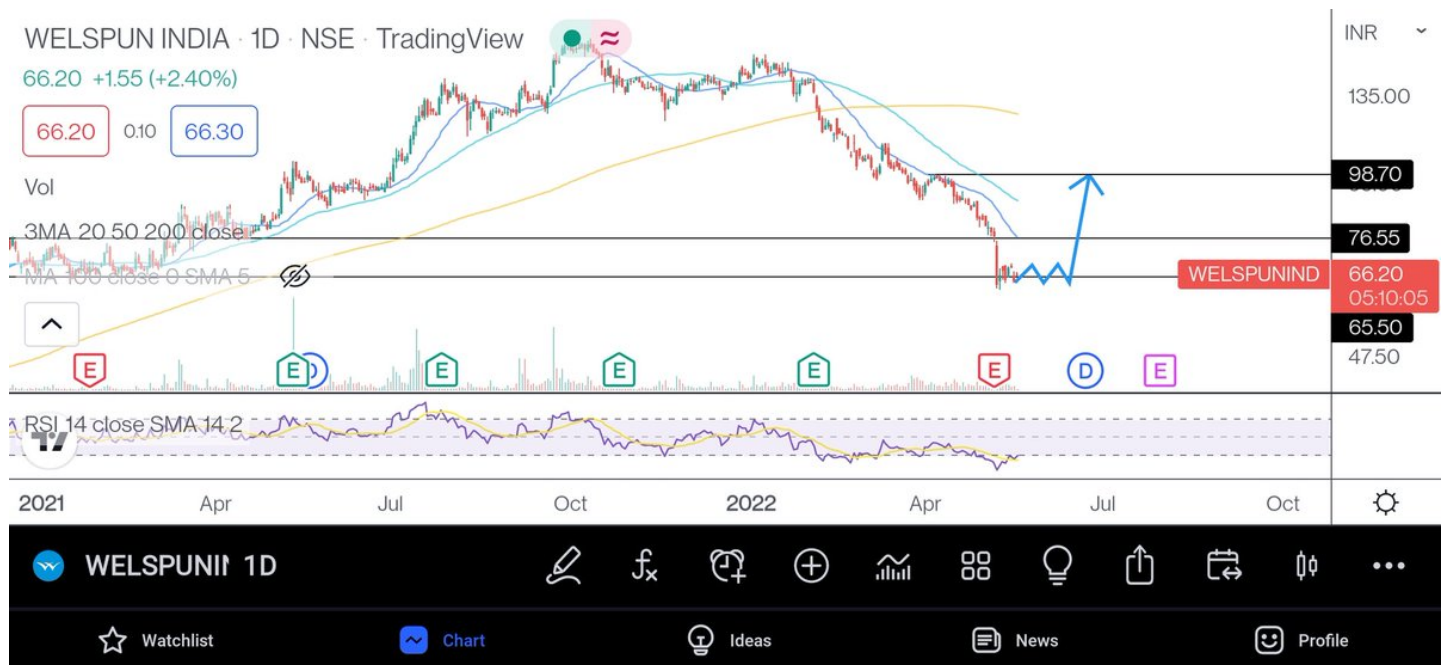 WELSPUN INDIA · 1D · NSE · TradingView
66.20 +1.55 (+2.40%)
66.20 0.10 66.30
Vol
3MA 20 50 200 close
MA 100 close 0 SMA 5
INR
135.00
98.70
76.55
WELSPUNIND 66.20
05:10:05
65.50
47.50
E E D E E E E D E
RSI 14 close SMA 14 2
2021 Apr Jul Oct 2022 Apr Jul Oct
WELSPUNII 1D
Watchlist Chart Ideas News Profile